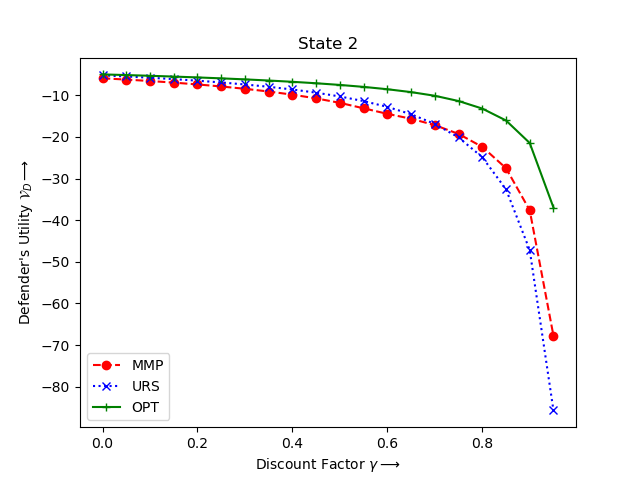 State 2
Defender's Utility 𝒱_D ⟶
−10
−20
−30
−40
−50
−60
−70
−80
MMP
URS
OPT
0.0 0.2 0.4 0.6 0.8
Discount Factor γ ⟶